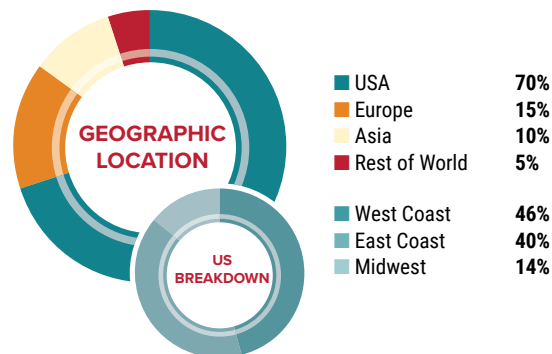 GEOGRAPHIC
LOCATION
US
BREAKDOWN
USA 70%
Europe 15%
Asia 10%
Rest of World 5%
West Coast 46%
East Coast 40%
Midwest 14%